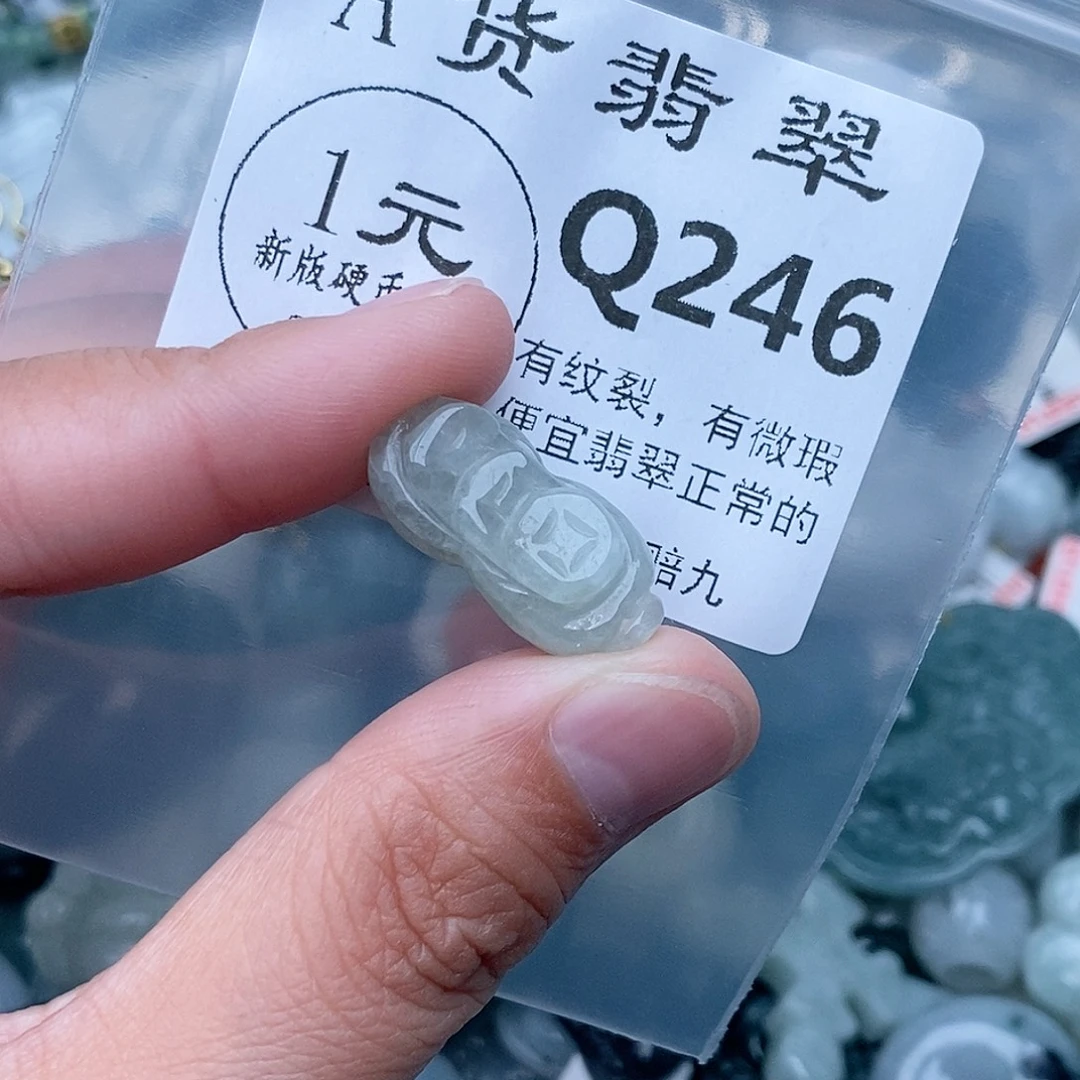 A货翡翠
1元
新版硬币
Q246
有纹裂，有微瑕
便宜翡翠正常的
赔九